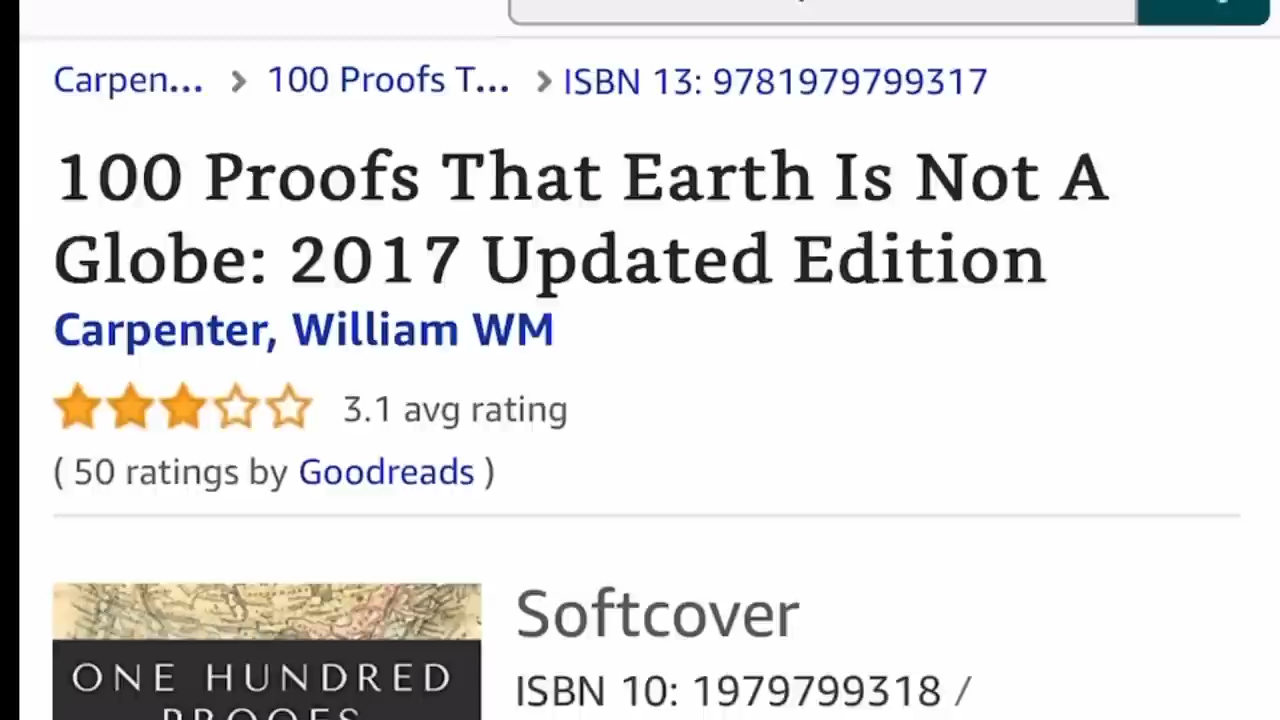 Carpen... > 100 Proofs T... > ISBN 13: 9781979799317
100 Proofs That Earth Is Not A
Globe: 2017 Updated Edition
Carpenter, William WM
3.1 avg rating
( 50 ratings by Goodreads )
Softcover
ISBN 10: 1979799318 /
ONE HUNDRED
PROOFS